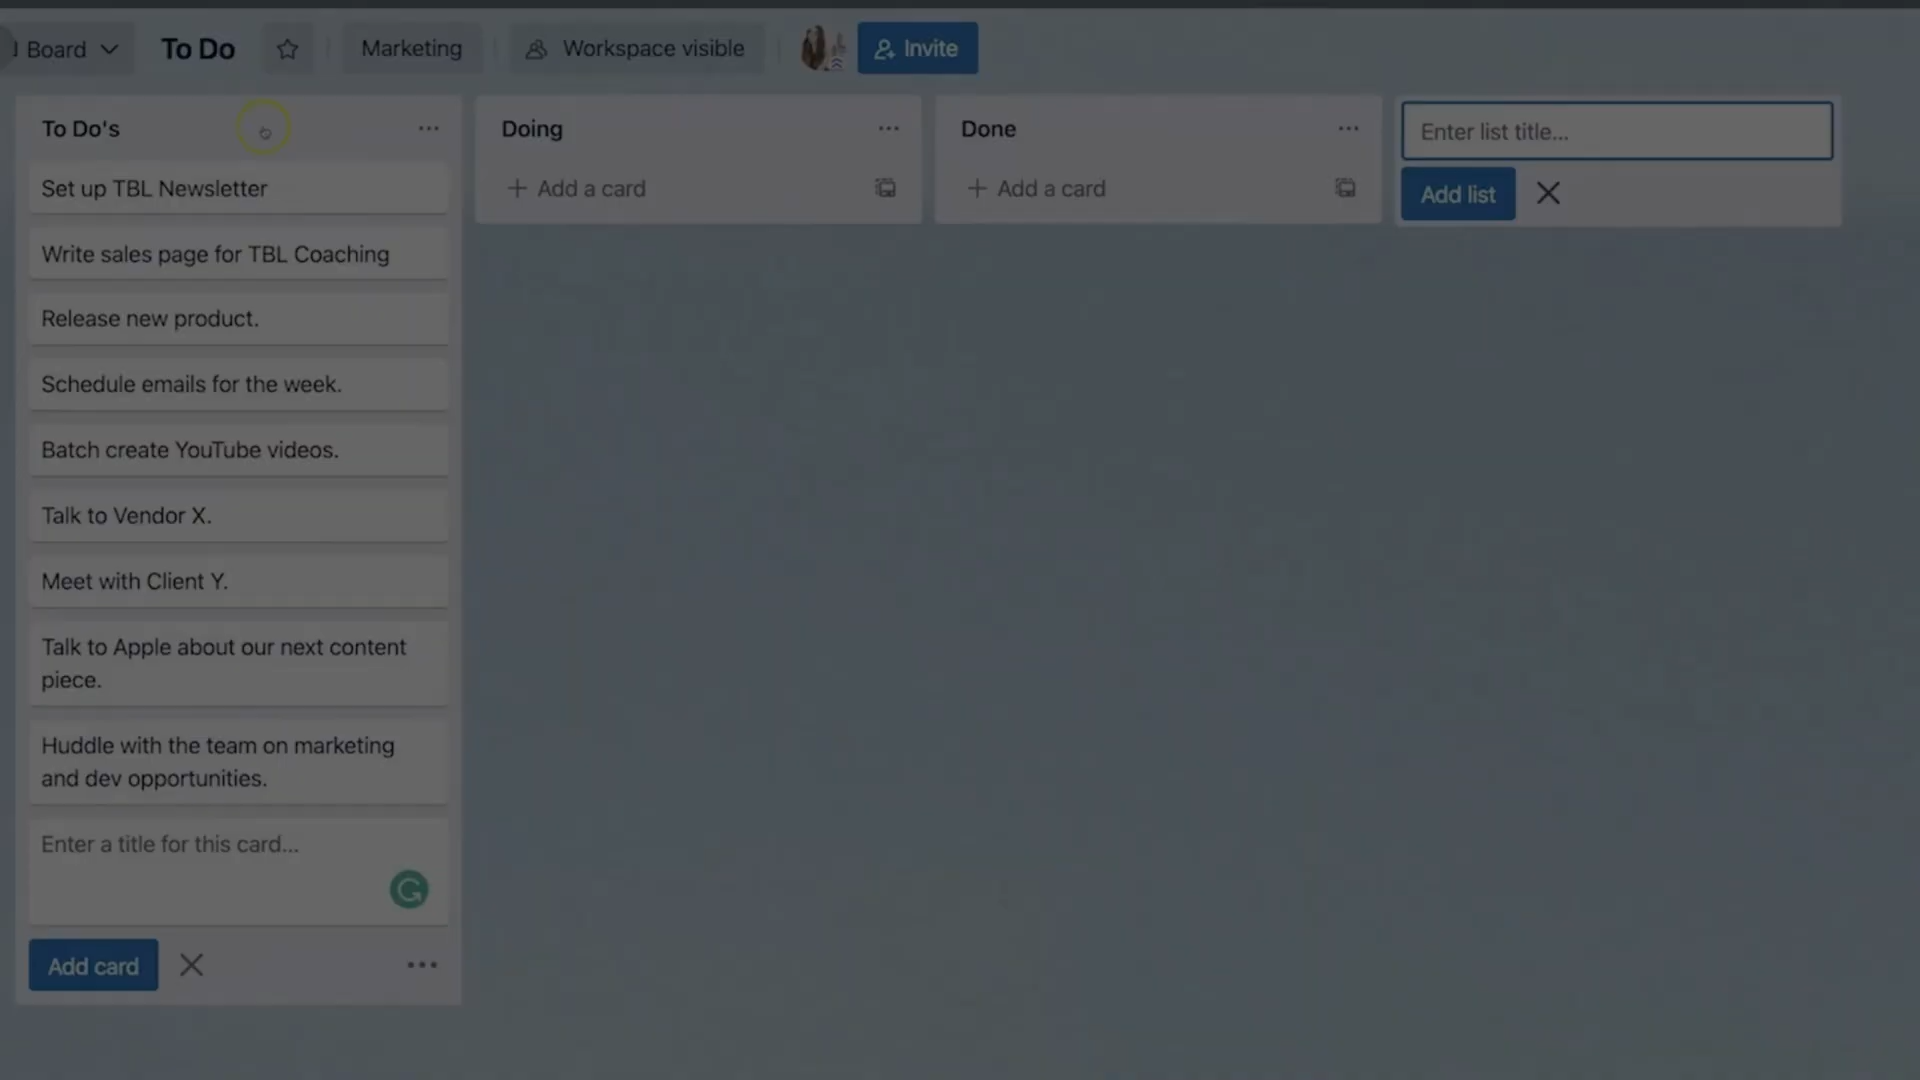 Board
To Do
Marketing
Workspace visible
Invite
To Do's
Set up TBL Newsletter
Write sales page for TBL Coaching
Release new product.
Schedule emails for the week.
Batch create YouTube videos.
Talk to Vendor X.
Meet with Client Y.
Talk to Apple about our next content
piece.
Huddle with the team on marketing
and dev opportunities.
Enter a title for this card...
Add card
Doing
+ Add a card
Done
+ Add a card
Enter list title...
Add list